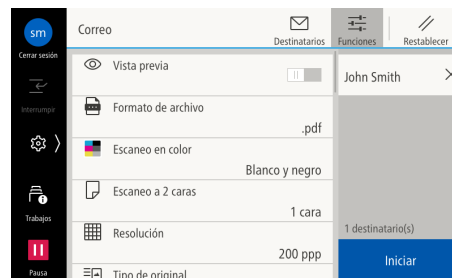 sm
Cerrar sesión
Interrumpir
Trabajos
Pausa
Correo
Destinatarios
Funciones
Restablecer
Vista previa
Formato de archivo
.pdf
Escaneo en color
Blanco y negro
Escaneo a 2 caras
1 cara
Resolución
200 ppp
Tipo de original
John Smith
1 destinatario(s)
Iniciar